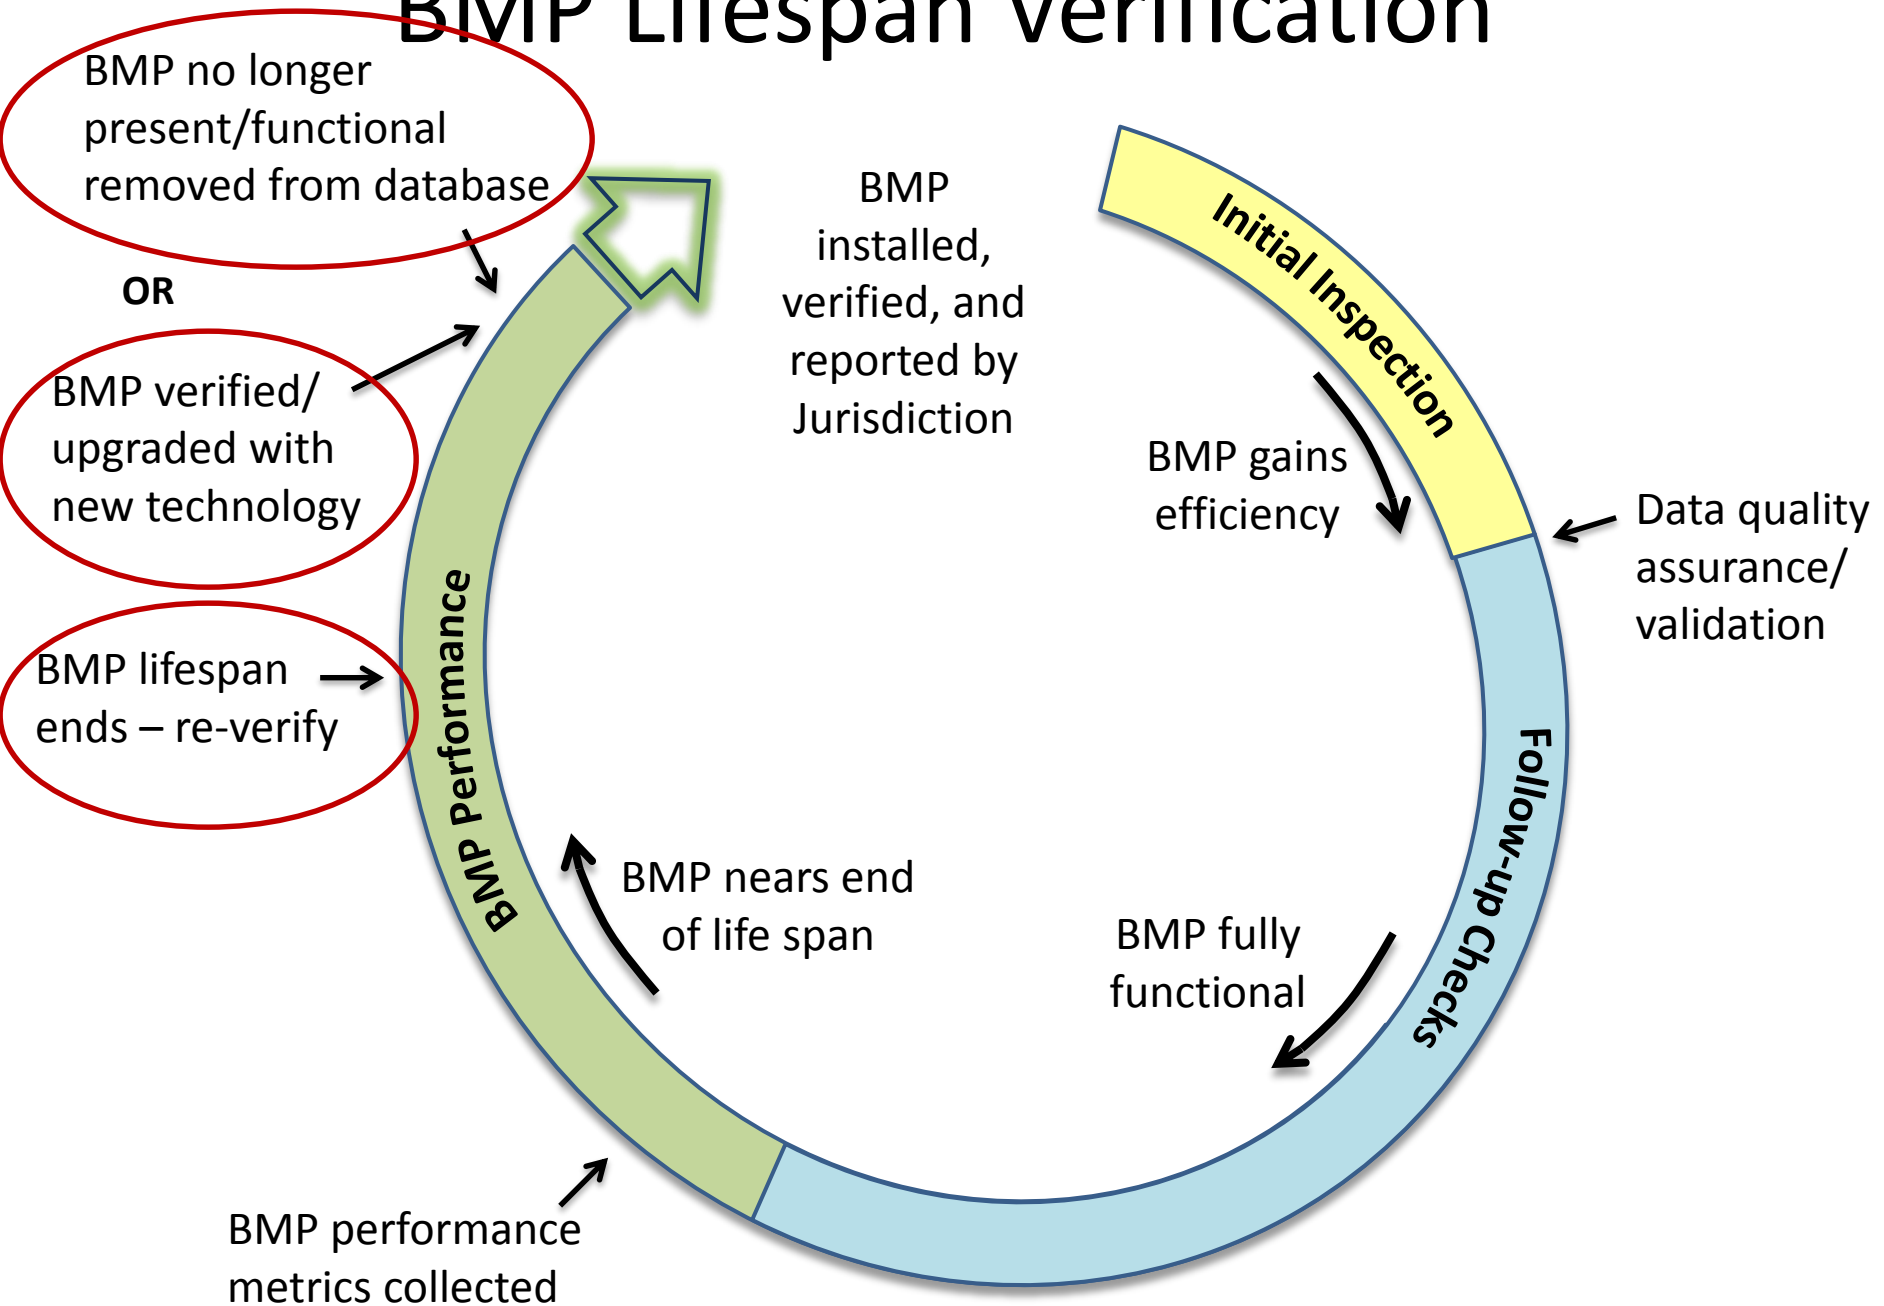 BMP Lifespan Verification
BMP no longer
present/functional
removed from database
OR
BMP verified/
upgraded with
new technology
BMP lifespan
ends – re-verify
BMP
installed,
verified, and
reported by
Jurisdiction
Initial Inspection
BMP gains
efficiency
Data quality
assurance/
validation
Follow-up Checks
BMP fully
functional
BMP nears end
of life span
BMP Performance
BMP performance
metrics collected